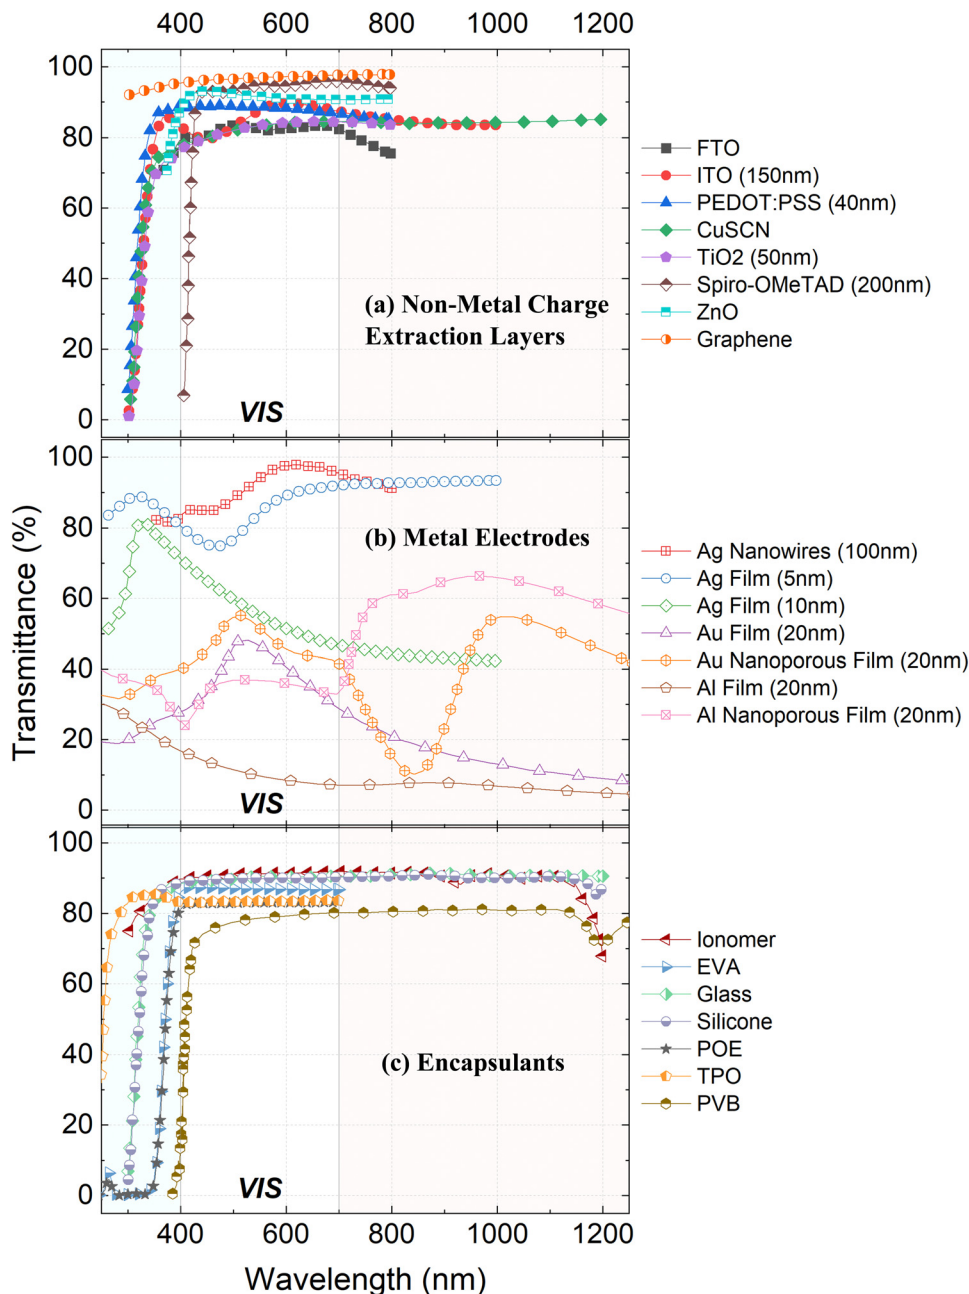 400 600 800 1000 1200
100
80
60
40
20
0
(a) Non-Metal Charge
Extraction Layers
VIS
FTO
ITO (150nm)
PEDOT:PSS (40nm)
CuSCN
TiO2 (50nm)
Spiro-OMeTAD (200nm)
ZnO
Graphene
Transmittance (%)
100
80
60
40
20
0
(b) Metal Electrodes
VIS
Ag Nanowires (100nm)
Ag Film (5nm)
Ag Film (10nm)
Au Film (20nm)
Au Nanoporous Film (20nm)
Al Film (20nm)
Al Nanoporous Film (20nm)
100
80
60
40
20
0
(c) Encapsulants
VIS
Ionomer
EVA
Glass
Silicone
POE
TPO
PVB
400 600 800 1000 1200
Wavelength (nm)